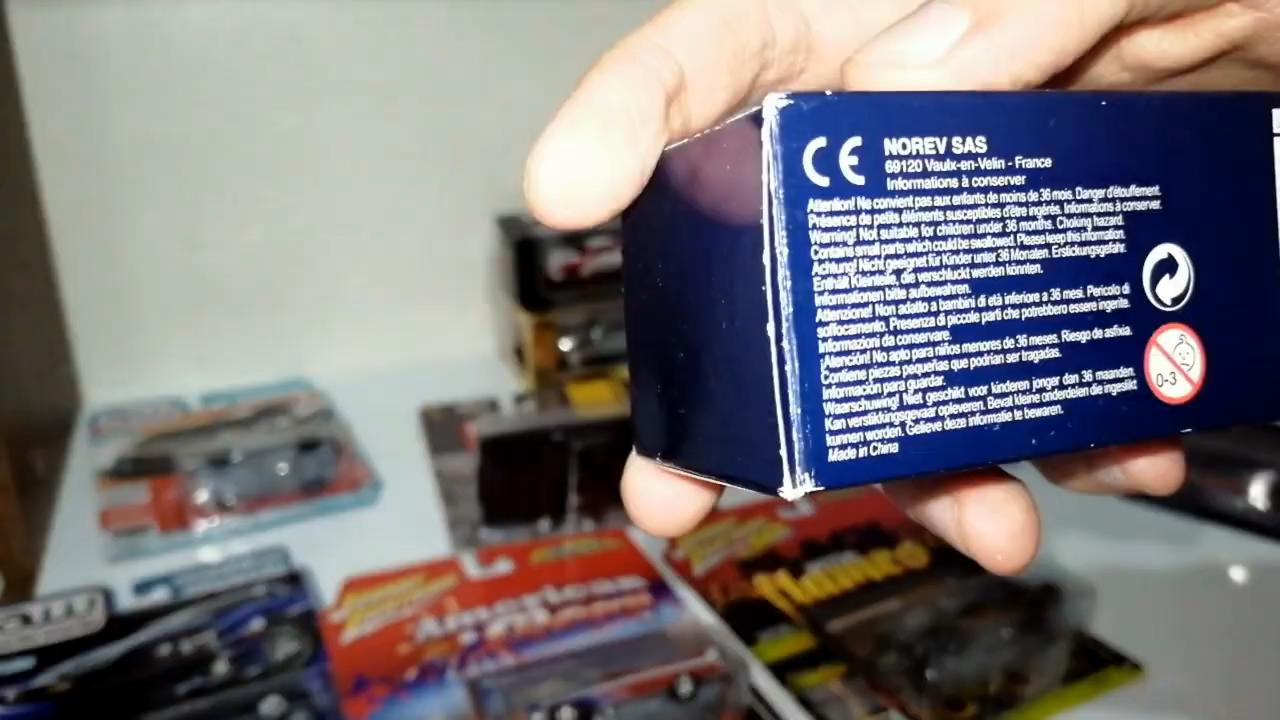 CE
NOREV SAS
69120 Vaulx-en-Velin - France
Informations à conserver
Attention! Ne convient pas aux enfants de moins de 36 mois. Danger d'étouffement.
Présence de petits éléments susceptibles d'être ingérés. Informations à conserver.
Warning! Not suitable for children under 36 months. Choking hazard.
Contains small parts which could be swallowed. Please keep this information.
Achtung! Nicht geeignet für Kinder unter 36 Monaten. Erstickungsgefahr.
Enthält Kleinteile, die verschluckt werden könnten.
Informationen bitte aufbewahren.
Attenzione! Non adatto a bambini di età inferiore a 36 mesi. Pericolo di
soffocamento. Presenza di piccole parti che potrebbero essere ingerite.
Informazioni da conservare.
¡Atención! No apto para niños menores de 36 meses. Riesgo de asfixia.
Contiene piezas pequeñas que podrían ser tragadas.
Información para guardar.
Waarschuwing! Niet geschikt voor kinderen jonger dan 36 maanden.
Kan verstikkingsgevaar opleveren. Bevat kleine onderdelen die ingeslikt
kunnen worden. Gelieve deze informatie te bewaren.
Made in China
0-3
American